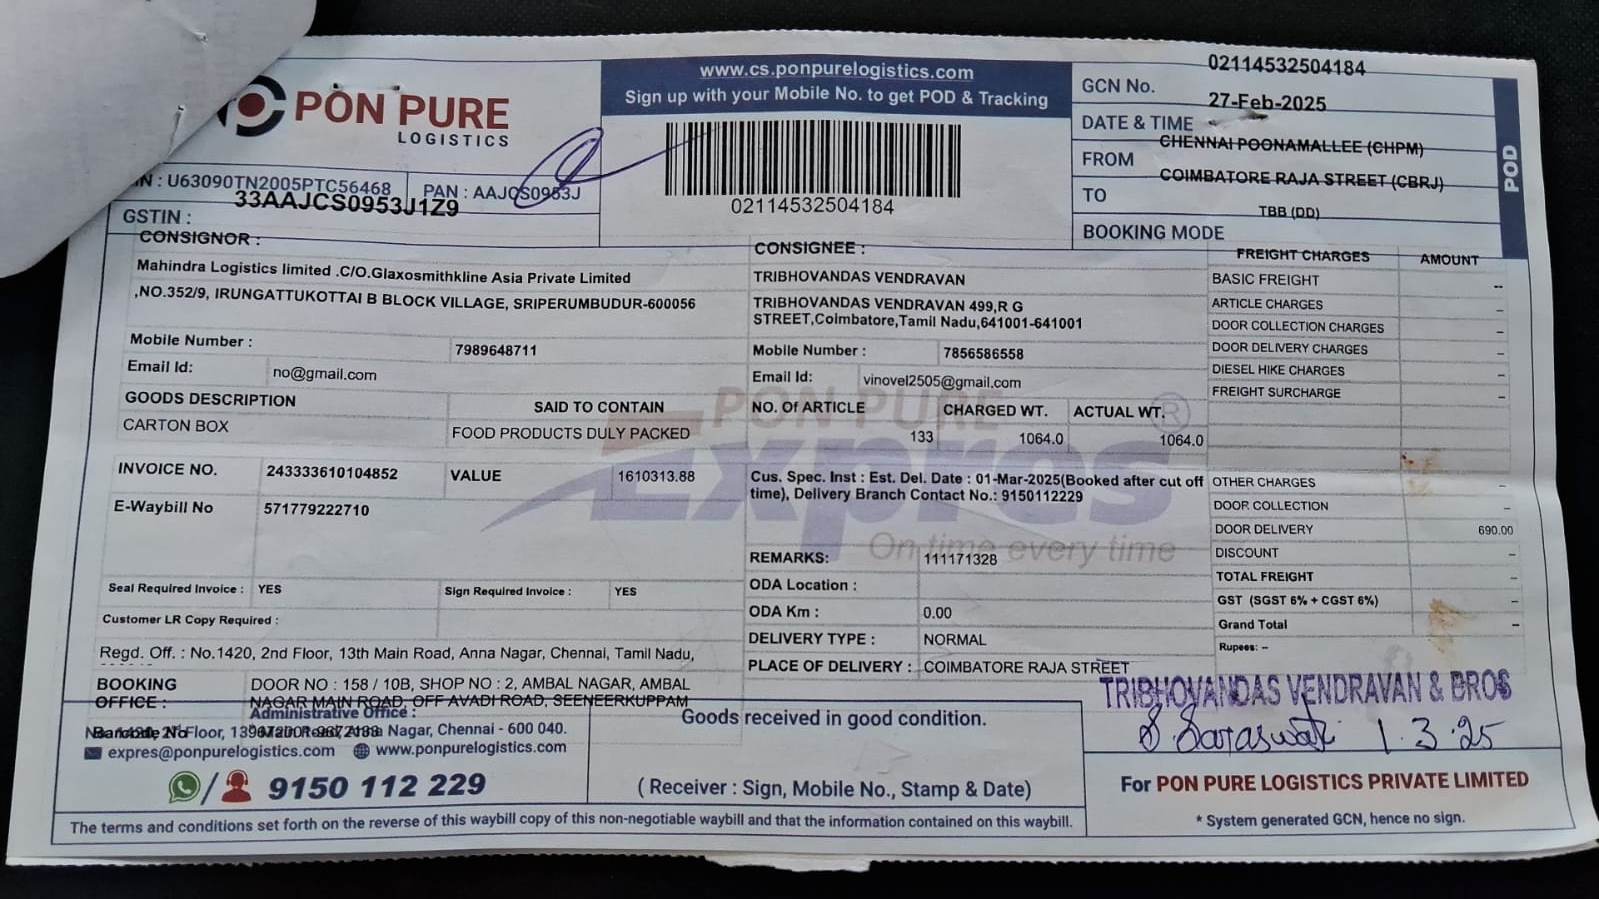 PON PURE
LOGISTICS
www.cs.ponpurelogistics.com
Sign up with your Mobile No. to get POD & Tracking
02114532504184
GCN No. 02114532504184
DATE & TIME 27-Feb-2025
FROM CHENNAI POONAMALLEE (CHPM)
TO COIMBATORE RAJA STREET (CBRJ)
BOOKING MODE TBB (DD)
POD
: U63090TN2005PTC56468 PAN : AAJCS0953J
GSTIN : 33AAJCS0953J1Z9
CONSIGNOR :
Mahindra Logistics limited .C/O.Glaxosmithkline Asia Private Limited
,NO.352/9, IRUNGATTUKOTTAI B BLOCK VILLAGE, SRIPERUMBUDUR-600056
Mobile Number : 7989648711
Email Id: no@gmail.com
CONSIGNEE :
TRIBHOVANDAS VENDRAVAN
TRIBHOVANDAS VENDRAVAN 499,R G
STREET,Coimbatore,Tamil Nadu,641001-641001
Mobile Number : 7856586558
Email Id: vinovel2505@gmail.com
FREIGHT CHARGES AMOUNT
BASIC FREIGHT --
ARTICLE CHARGES –
DOOR COLLECTION CHARGES –
DOOR DELIVERY CHARGES –
DIESEL HIKE CHARGES –
FREIGHT SURCHARGE –
GOODS DESCRIPTION SAID TO CONTAIN NO. Of ARTICLE CHARGED WT. ACTUAL WT.
CARTON BOX FOOD PRODUCTS DULY PACKED 133 1064.0 1064.0
PON PURE
Expres ®
On time every time
INVOICE NO. 243333610104852 VALUE 1610313.88
E-Waybill No 571779222710
Cus. Spec. Inst : Est. Del. Date : 01-Mar-2025(Booked after cut off
time), Delivery Branch Contact No.: 9150112229
OTHER CHARGES –
DOOR COLLECTION –
DOOR DELIVERY 690.00
DISCOUNT –
TOTAL FREIGHT –
GST (SGST 6% + CGST 6%) –
Grand Total –
Rupees: –
REMARKS: 111171328
ODA Location :
ODA Km : 0.00
DELIVERY TYPE : NORMAL
PLACE OF DELIVERY : COIMBATORE RAJA STREET
Seal Required Invoice : YES Sign Required Invoice : YES
Customer LR Copy Required :
Regd. Off. : No.1420, 2nd Floor, 13th Main Road, Anna Nagar, Chennai, Tamil Nadu,
BOOKING
OFFICE :
DOOR NO : 158 / 10B, SHOP NO : 2, AMBAL NAGAR, AMBAL
NAGAR MAIN ROAD, OFF AVADI ROAD, SEENEERKUPPAM
Administrative Office :
Barcode No Floor, Anna Nagar, Chennai - 600 040.
expres@ponpurelogistics.com www.ponpurelogistics.com
9150 112 229
Goods received in good condition.
( Receiver : Sign, Mobile No., Stamp & Date)
TRIBHOVANDAS VENDRAVAN & BROS
S Saraswati 1.3.25
For PON PURE LOGISTICS PRIVATE LIMITED
* System generated GCN, hence no sign.
The terms and conditions set forth on the reverse of this waybill copy of this non-negotiable waybill and that the information contained on this waybill.